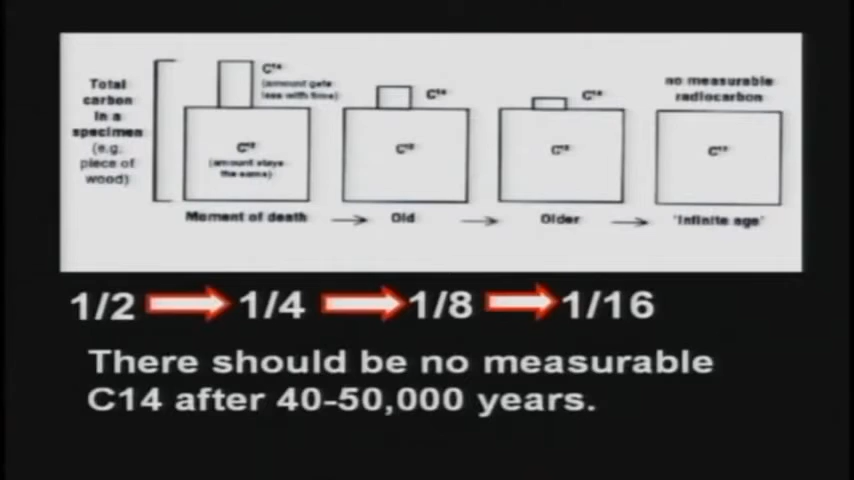 Total
carbon
in a
specimen
(e.g.
piece of
wood)
C¹⁴
(amount gets
less with time)
C¹²
(amount stays
the same)
Moment of death
C¹⁴
C¹²
Old
C¹⁴
C¹²
Older
no measurable
radiocarbon
C¹²
'Infinite age'
1/2 1/4 1/8 1/16
There should be no measurable
C14 after 40-50,000 years.